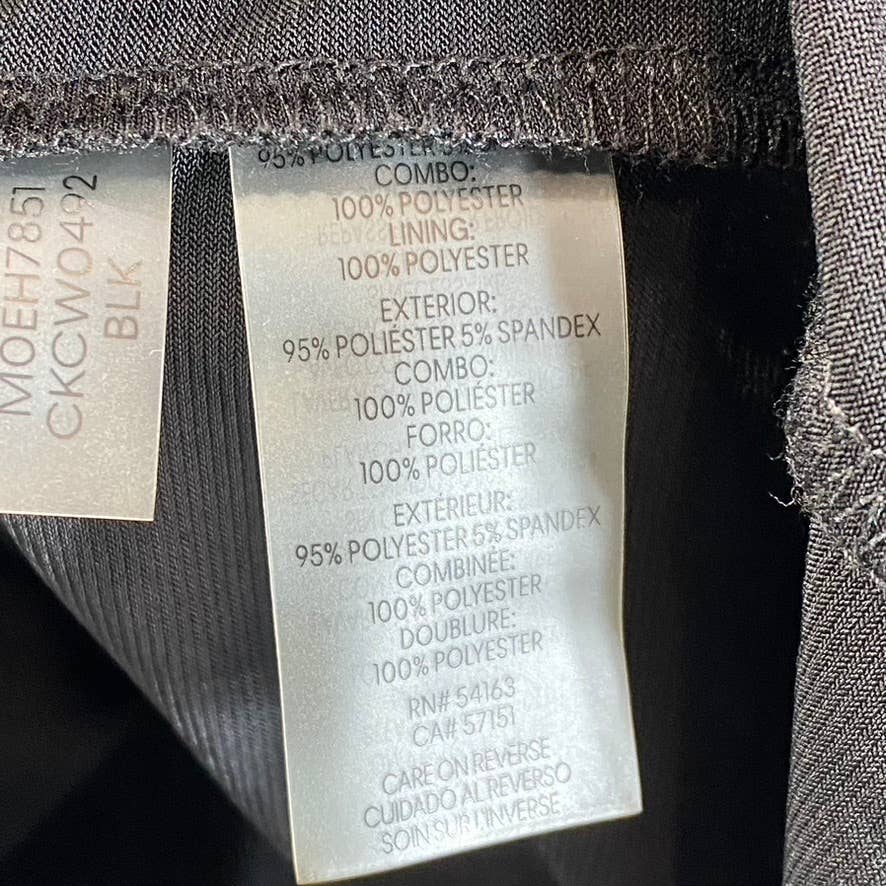 MOEH7851
CKCW0492
BLK
95% POLYESTER
COMBO:
100% POLYESTER
LINING:
100% POLYESTER
EXTERIOR:
95% POLIÉSTER 5% SPANDEX
COMBO:
100% POLIÉSTER
FORRO:
100% POLIÉSTER
EXTÉRIEUR:
95% POLYESTER 5% SPANDEX
COMBINÉE:
100% POLYESTER
DOUBLURE:
100% POLYESTER
RN# 54163
CA# 57151
CARE ON REVERSE
CUIDADO AL REVERSO
SOIN SUR L'INVERSE